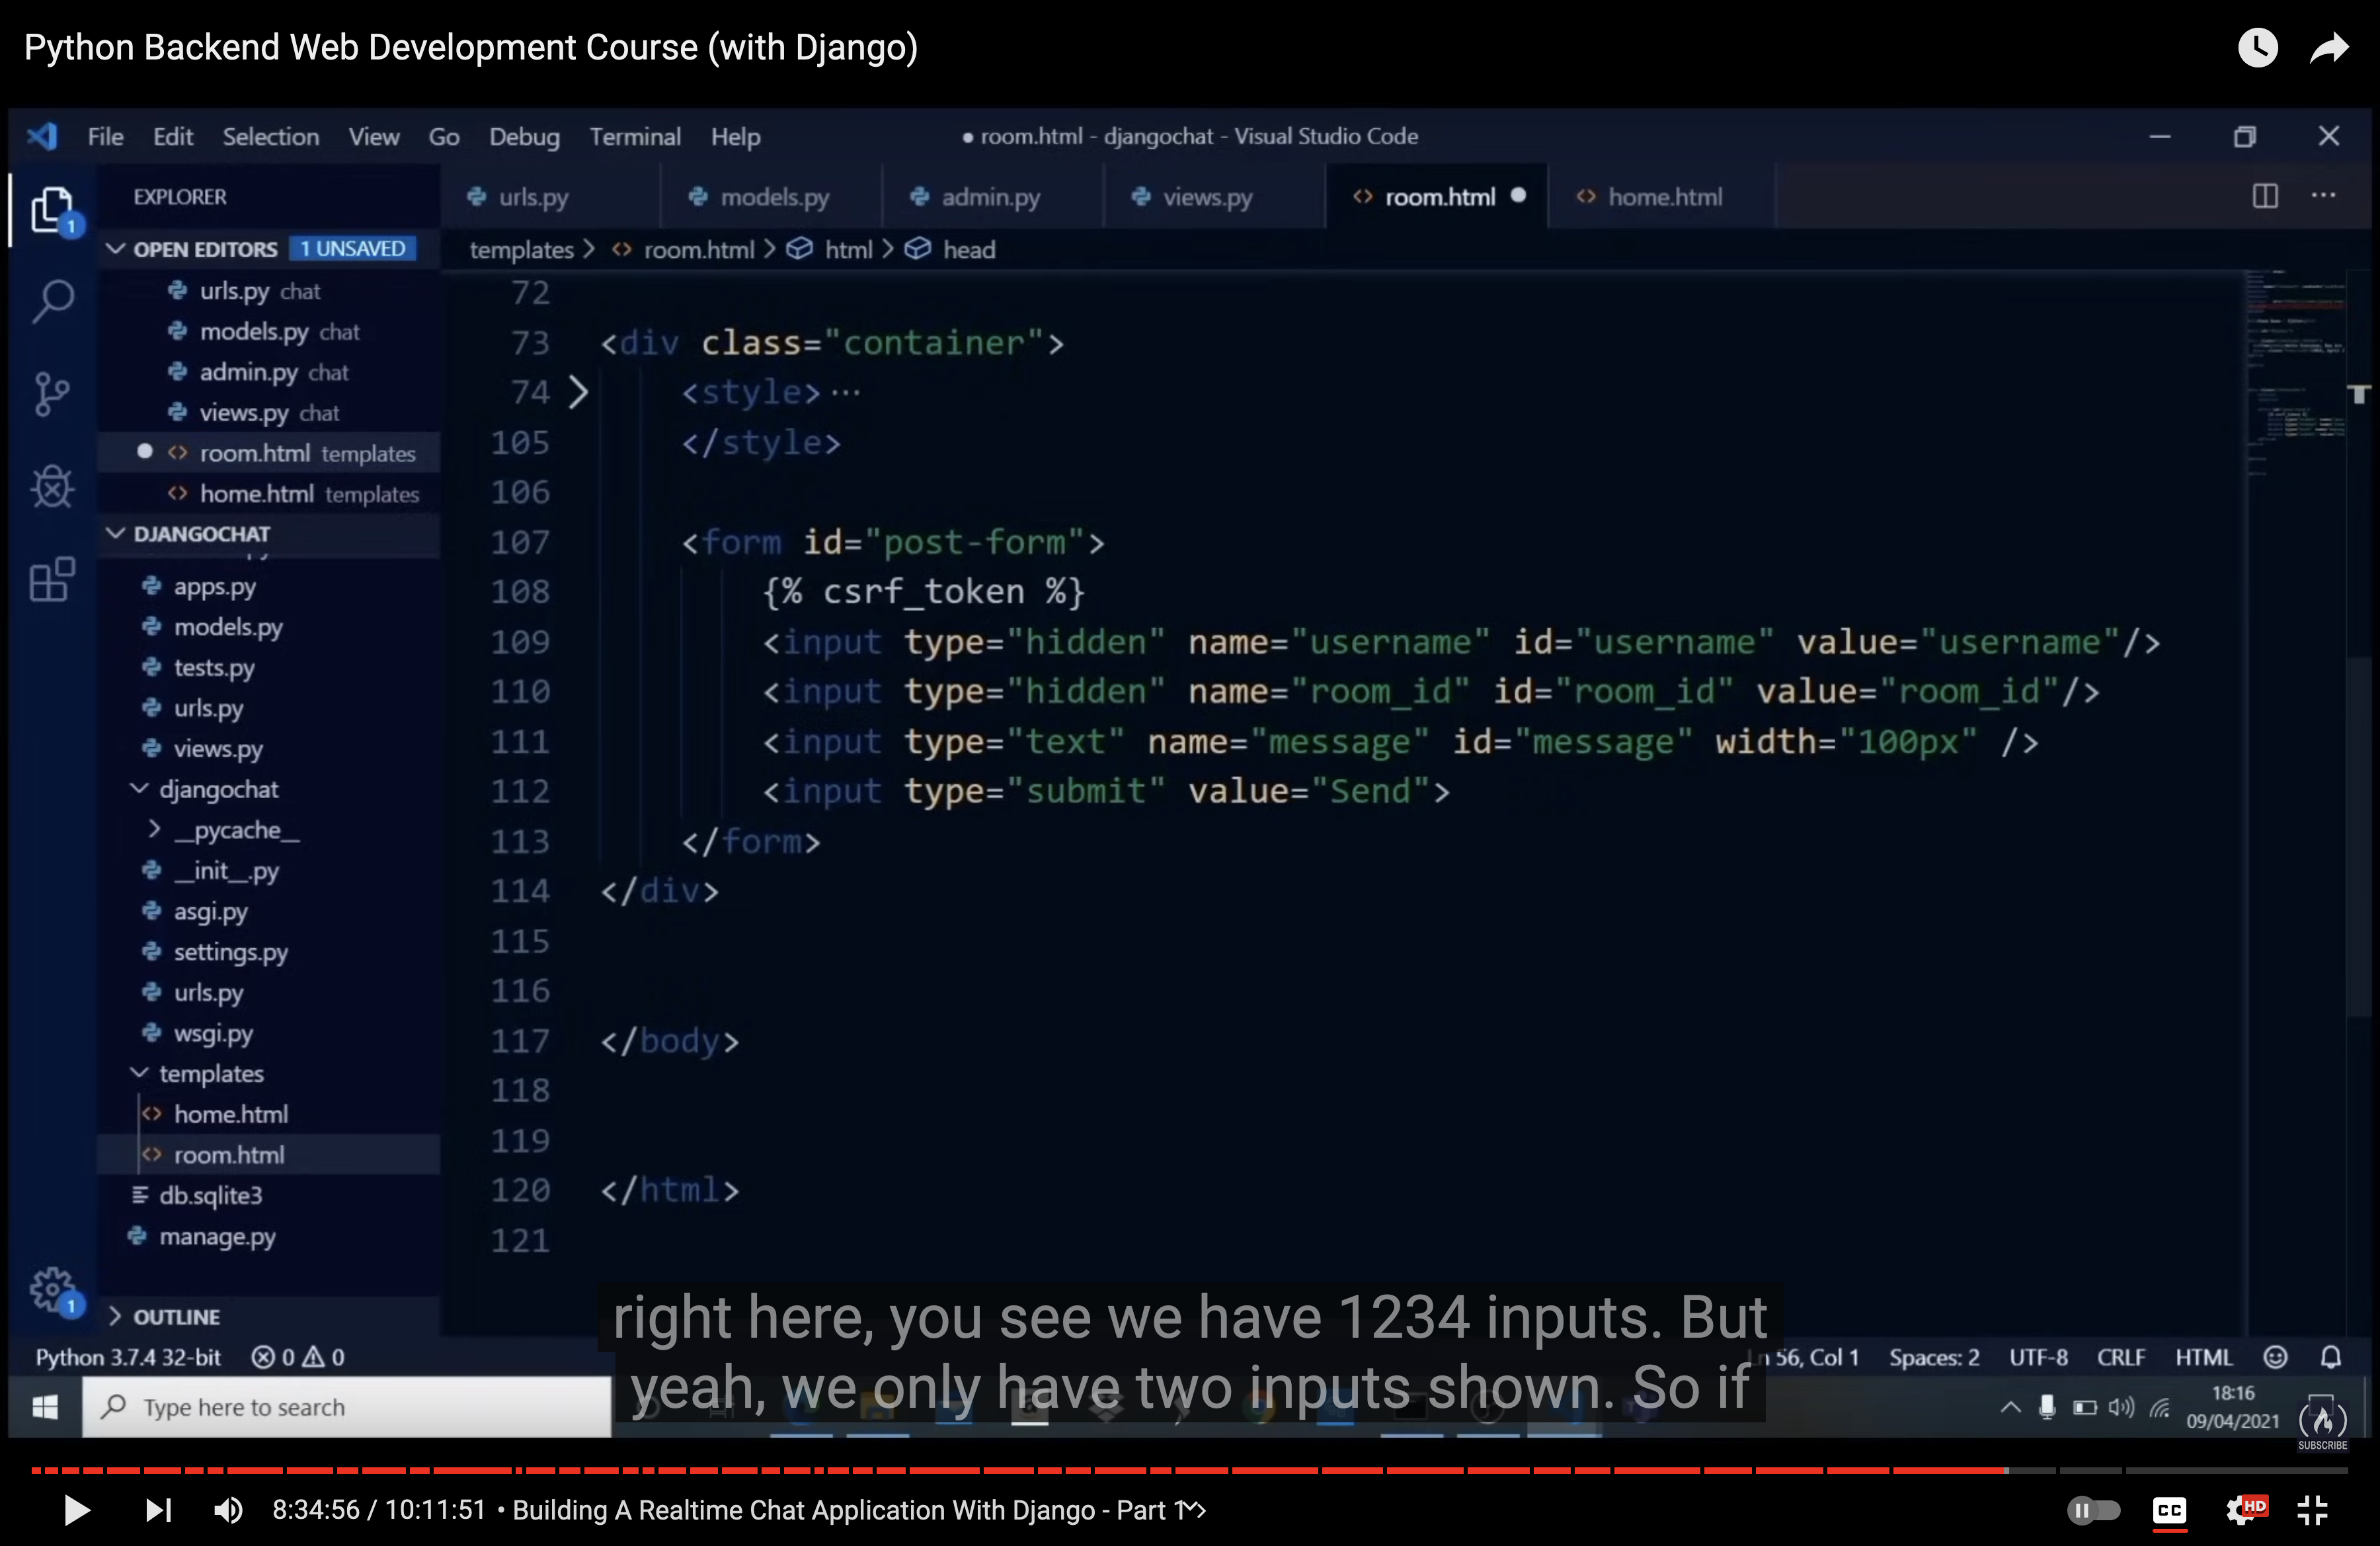 Python Backend Web Development Course (with Django)
File Edit Selection View Go Debug Terminal Help
● room.html - djangochat - Visual Studio Code
EXPLORER
OPEN EDITORS 1 UNSAVED
urls.py chat
models.py chat
admin.py chat
views.py chat
room.html templates
home.html templates
DJANGOCHAT
apps.py
models.py
tests.py
urls.py
views.py
djangochat
__pycache__
__init__.py
asgi.py
settings.py
urls.py
wsgi.py
templates
home.html
room.html
db.sqlite3
manage.py
OUTLINE
urls.py models.py admin.py views.py room.html home.html
templates > room.html > html > head
72
73 <div class="container">
74 <style>···
105 </style>
106
107 <form id="post-form">
108 {% csrf_token %}
109 <input type="hidden" name="username" id="username" value="username"/>
110 <input type="hidden" name="room_id" id="room_id" value="room_id"/>
111 <input type="text" name="message" id="message" width="100px" />
112 <input type="submit" value="Send">
113 </form>
114 </div>
115
116
117 </body>
118
119
120 </html>
121
right here, you see we have 1234 inputs. But
yeah, we only have two inputs shown. So if
Python 3.7.4 32-bit 0 0
Ln 56, Col 1 Spaces: 2 UTF-8 CRLF HTML
Type here to search
18:16
09/04/2021
SUBSCRIBE
8:34:56 / 10:11:51 • Building A Realtime Chat Application With Django - Part 1
CC
HD